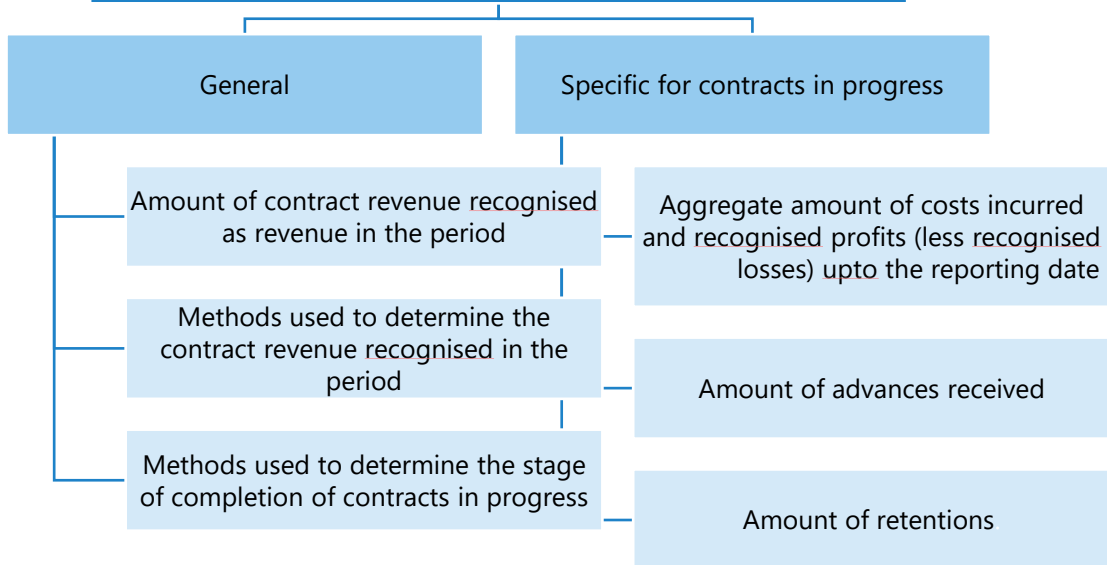 General
Specific for contracts in progress
Amount of contract revenue recognised
as revenue in the period
Methods used to determine the
contract revenue recognised in the
period
Methods used to determine the stage
of completion of contracts in progress
Aggregate amount of costs incurred
and recognised profits (less recognised
losses) upto the reporting date
Amount of advances received
Amount of retentions.